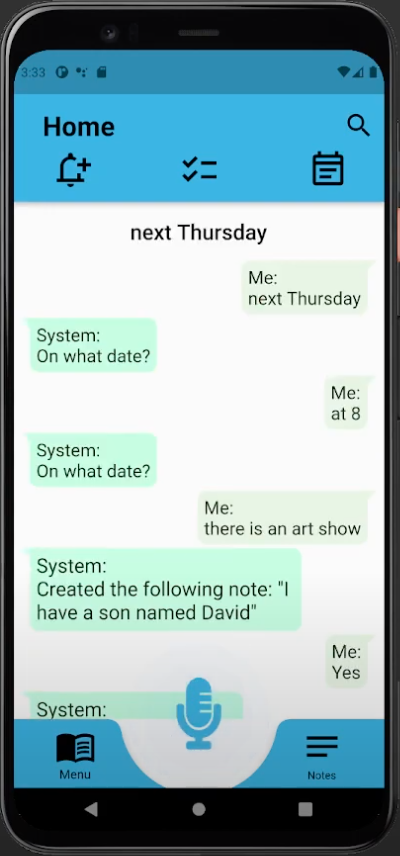 3:33
Home
next Thursday
Me:
next Thursday
System:
On what date?
Me:
at 8
System:
On what date?
Me:
there is an art show
System:
Created the following note: "I
have a son named David"
Me:
Yes
System:
Menu
Notes